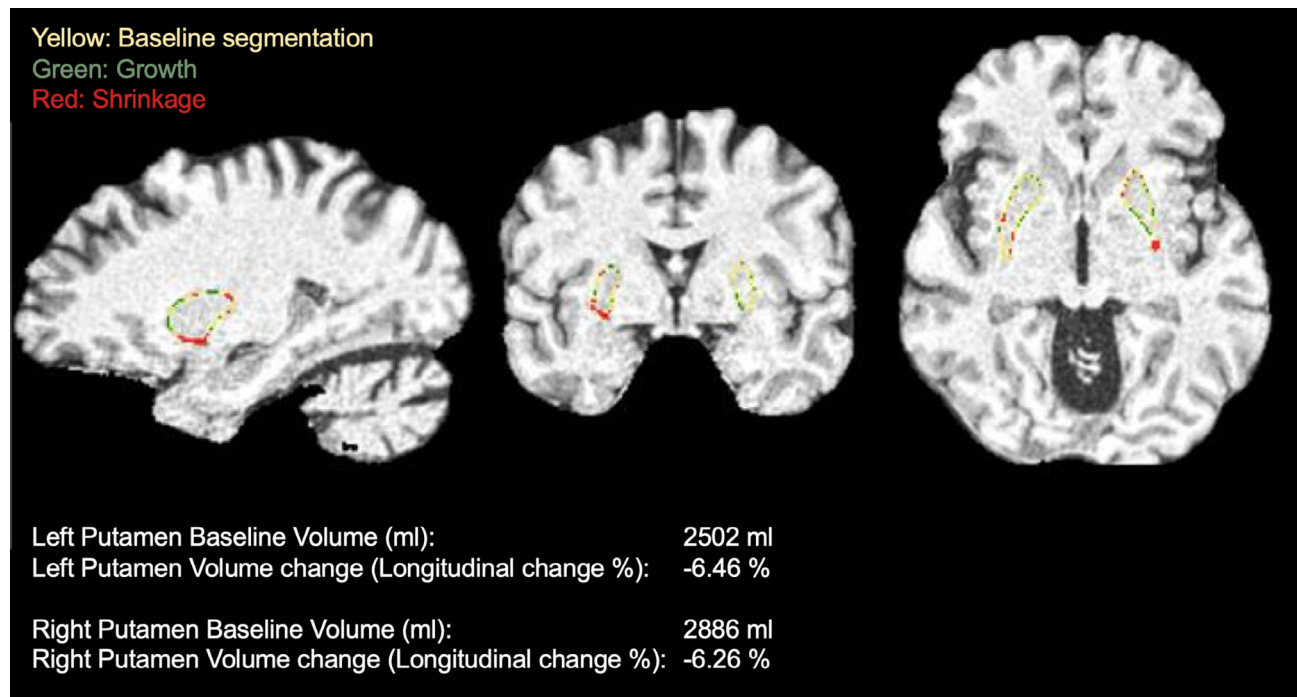 Yellow: Baseline segmentation
Green: Growth
Red: Shrinkage
Left Putamen Baseline Volume (ml): 2502 ml
Left Putamen Volume change (Longitudinal change %): -6.46 %
Right Putamen Baseline Volume (ml): 2886 ml
Right Putamen Volume change (Longitudinal change %): -6.26 %